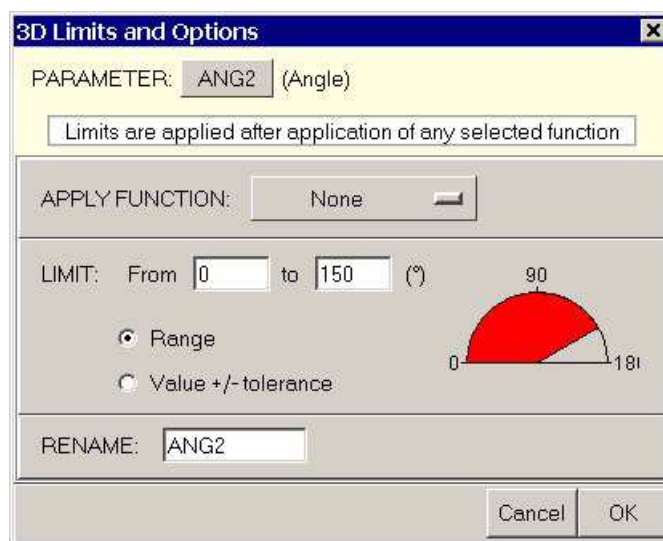 3D Limits and Options
PARAMETER: ANG2 (Angle)
Limits are applied after application of any selected function
APPLY FUNCTION: None
LIMIT: From 0 to 150 (°)
90
Range
0 18
Value +/- tolerance
RENAME: ANG2
Cancel OK